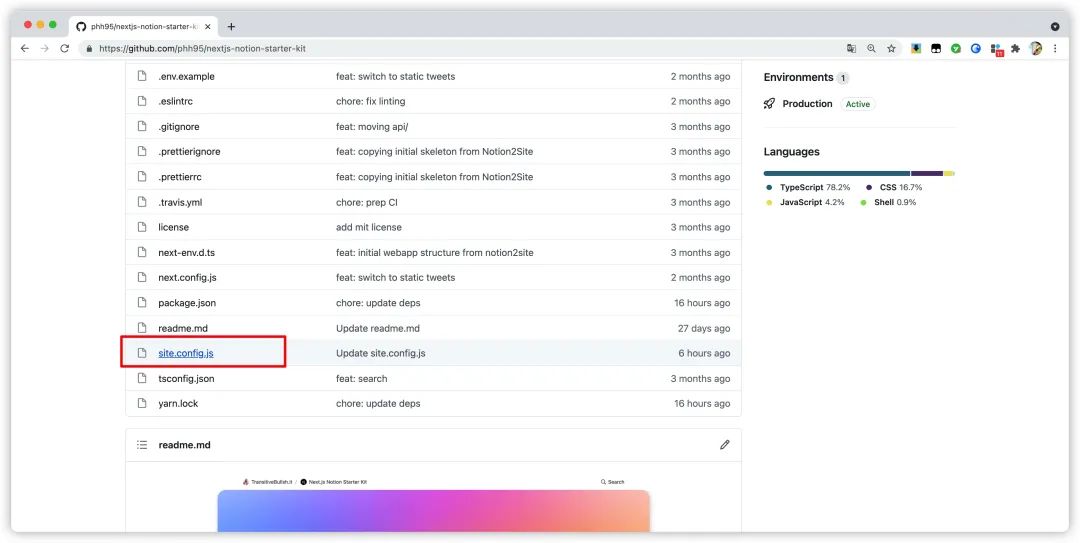 phh95/nextjs-notion-starter-ki
https://github.com/phh95/nextjs-notion-starter-kit
11
.env.example feat: switch to static tweets 2 months ago
.eslintrc chore: fix linting 2 months ago
.gitignore feat: moving api/ 3 months ago
.prettierignore feat: copying initial skeleton from Notion2Site 3 months ago
.prettierrc feat: copying initial skeleton from Notion2Site 3 months ago
.travis.yml chore: prep CI 3 months ago
license add mit license 3 months ago
next-env.d.ts feat: initial webapp structure from notion2site 3 months ago
next.config.js feat: switch to static tweets 2 months ago
package.json chore: update deps 16 hours ago
readme.md Update readme.md 27 days ago
site.config.js Update site.config.js 6 hours ago
tsconfig.json feat: search 3 months ago
yarn.lock chore: update deps 16 hours ago
readme.md
TransitiveBullsh.it / Next.js Notion Starter Kit Search
Environments 1
Production Active
Languages
TypeScript 78.2% CSS 16.7%
JavaScript 4.2% Shell 0.9%